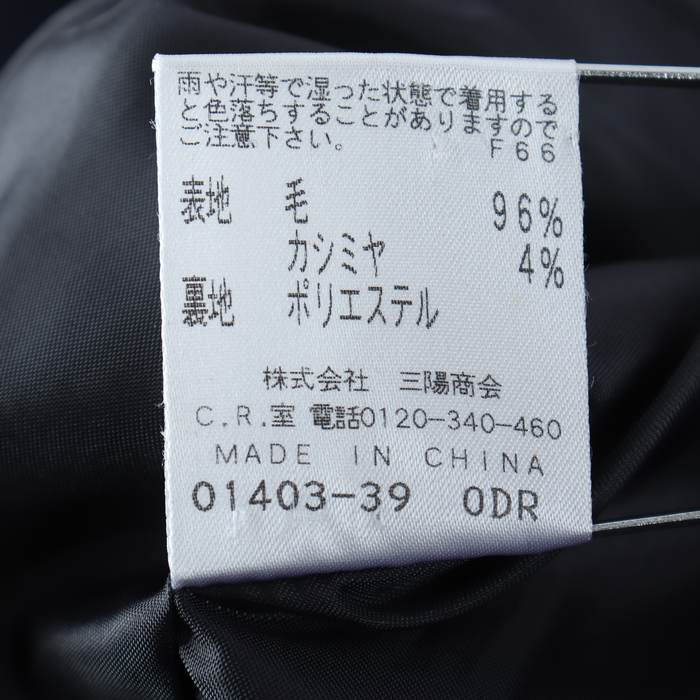 雨や汗等で湿った状態で着用する
と色落ちすることがありますので
ご注意下さい。 F66
表地 毛 96%
カシミヤ 4%
裏地 ポリエステル
株式会社 三陽商会
C.R.室 電話0120-340-460
MADE IN CHINA
01403-39 0DR